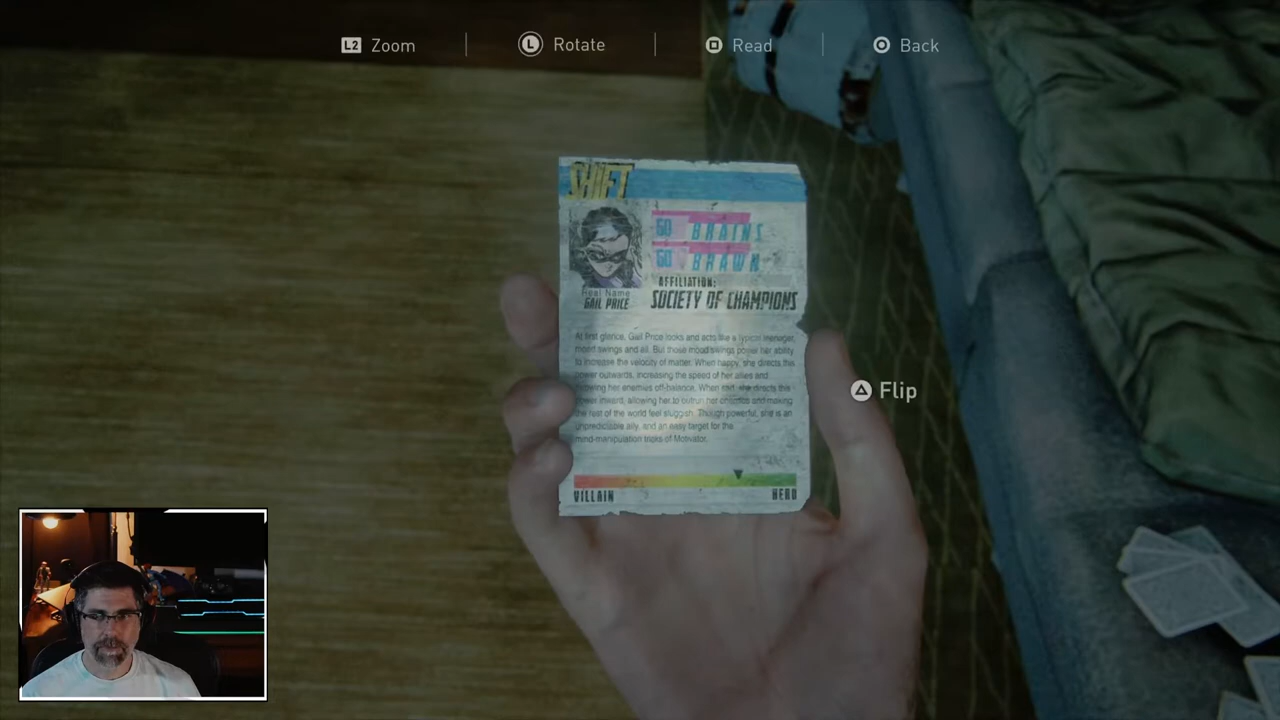 L2 Zoom
L Rotate
Read
Back
SHIFT
50 BRAINS
60 BRAWN
AFFILIATION:
SOCIETY OF CHAMPIONS
Real Name
GAIL PRICE
At first glance, Gail Price looks and acts like a typical teenager,
mood swings and all. But those mood swings power her ability
to increase the velocity of matter. When happy, she directs this
power outwards, increasing the speed of her allies and
throwing her enemies off-balance. When sad, she directs this
power inward, allowing her to outrun her enemies and making
the rest of the world feel sluggish. Though powerful, she is an
unpredictable ally, and an easy target for the
mind-manipulation tricks of Motivator.
Flip
VILLAIN
HERO